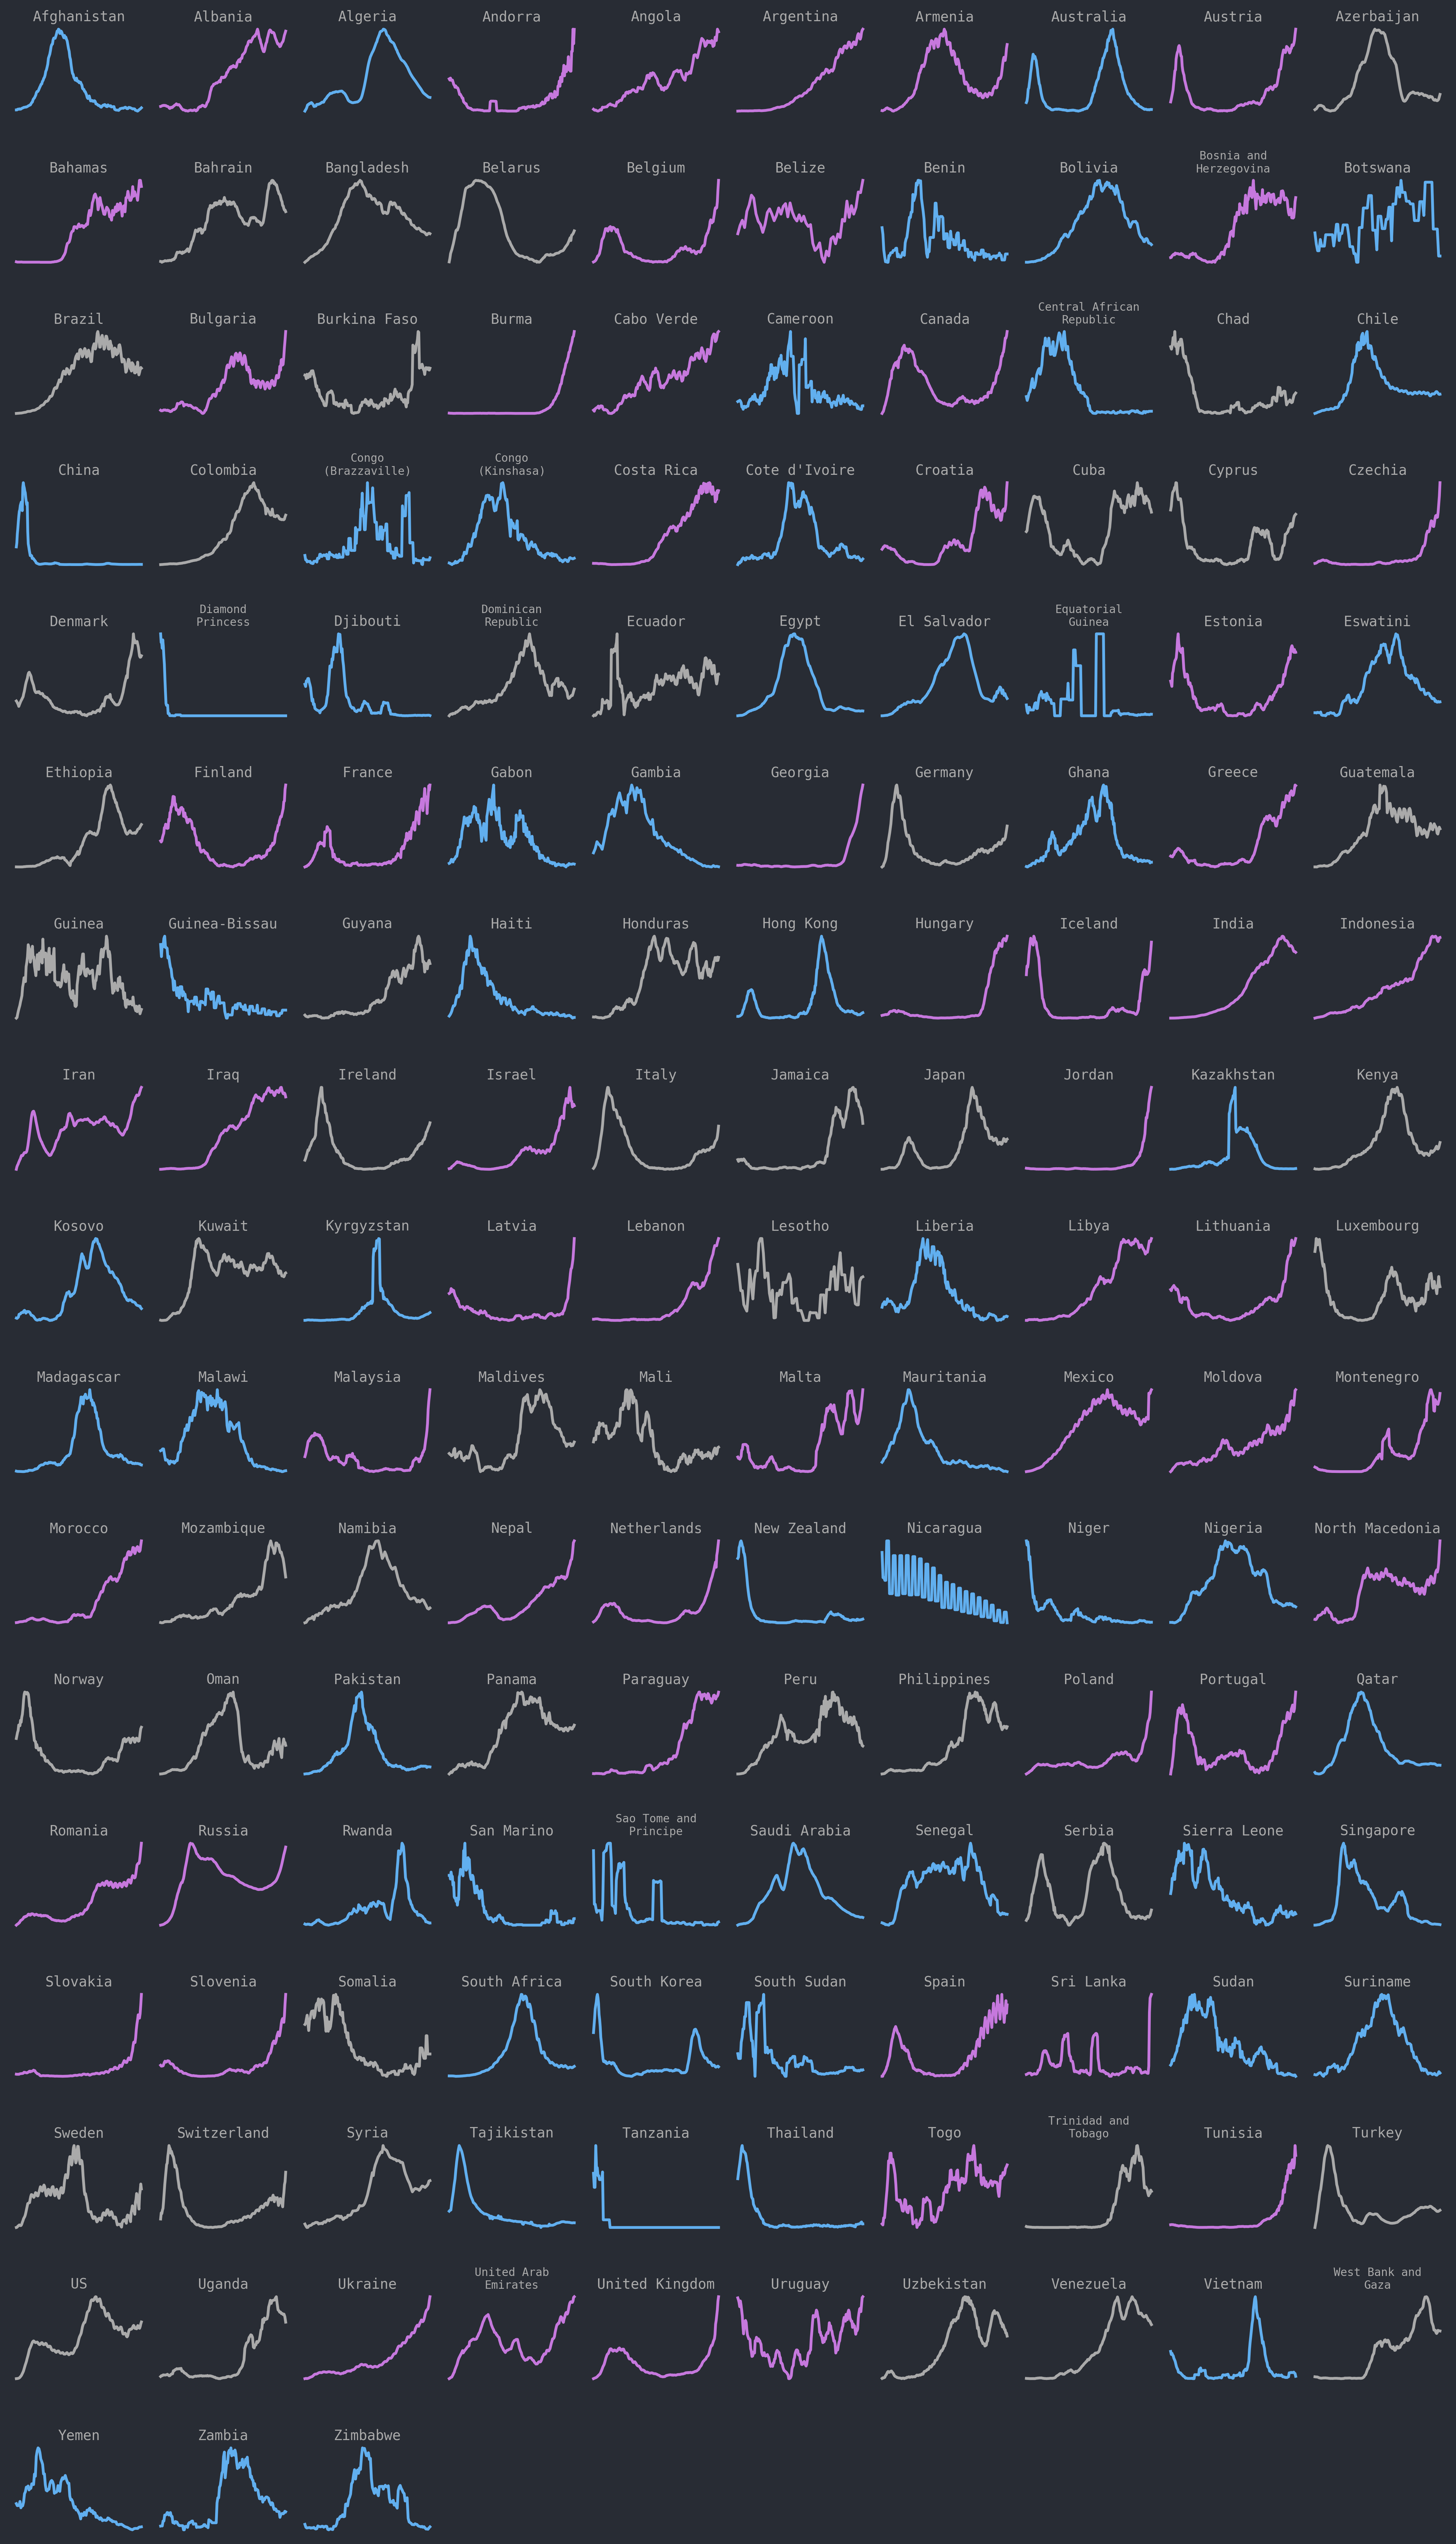 Afghanistan
Albania
Algeria
Andorra
Angola
Argentina
Armenia
Australia
Austria
Azerbaijan
Bahamas
Bahrain
Bangladesh
Belarus
Belgium
Belize
Benin
Bolivia
Bosnia and
Herzegovina
Botswana
Brazil
Bulgaria
Burkina Faso
Burma
Cabo Verde
Cameroon
Canada
Central African
Republic
Chad
Chile
China
Colombia
Congo
(Brazzaville)
Congo
(Kinshasa)
Costa Rica
Cote d'Ivoire
Croatia
Cuba
Cyprus
Czechia
Denmark
Diamond
Princess
Djibouti
Dominican
Republic
Ecuador
Egypt
El Salvador
Equatorial
Guinea
Estonia
Eswatini
Ethiopia
Finland
France
Gabon
Gambia
Georgia
Germany
Ghana
Greece
Guatemala
Guinea
Guinea-Bissau
Guyana
Haiti
Honduras
Hong Kong
Hungary
Iceland
India
Indonesia
Iran
Iraq
Ireland
Israel
Italy
Jamaica
Japan
Jordan
Kazakhstan
Kenya
Kosovo
Kuwait
Kyrgyzstan
Latvia
Lebanon
Lesotho
Liberia
Libya
Lithuania
Luxembourg
Madagascar
Malawi
Malaysia
Maldives
Mali
Malta
Mauritania
Mexico
Moldova
Montenegro
Morocco
Mozambique
Namibia
Nepal
Netherlands
New Zealand
Nicaragua
Niger
Nigeria
North Macedonia
Norway
Oman
Pakistan
Panama
Paraguay
Peru
Philippines
Poland
Portugal
Qatar
Romania
Russia
Rwanda
San Marino
Sao Tome and
Principe
Saudi Arabia
Senegal
Serbia
Sierra Leone
Singapore
Slovakia
Slovenia
Somalia
South Africa
South Korea
South Sudan
Spain
Sri Lanka
Sudan
Suriname
Sweden
Switzerland
Syria
Tajikistan
Tanzania
Thailand
Togo
Trinidad and
Tobago
Tunisia
Turkey
US
Uganda
Ukraine
United Arab
Emirates
United Kingdom
Uruguay
Uzbekistan
Venezuela
Vietnam
West Bank and
Gaza
Yemen
Zambia
Zimbabwe